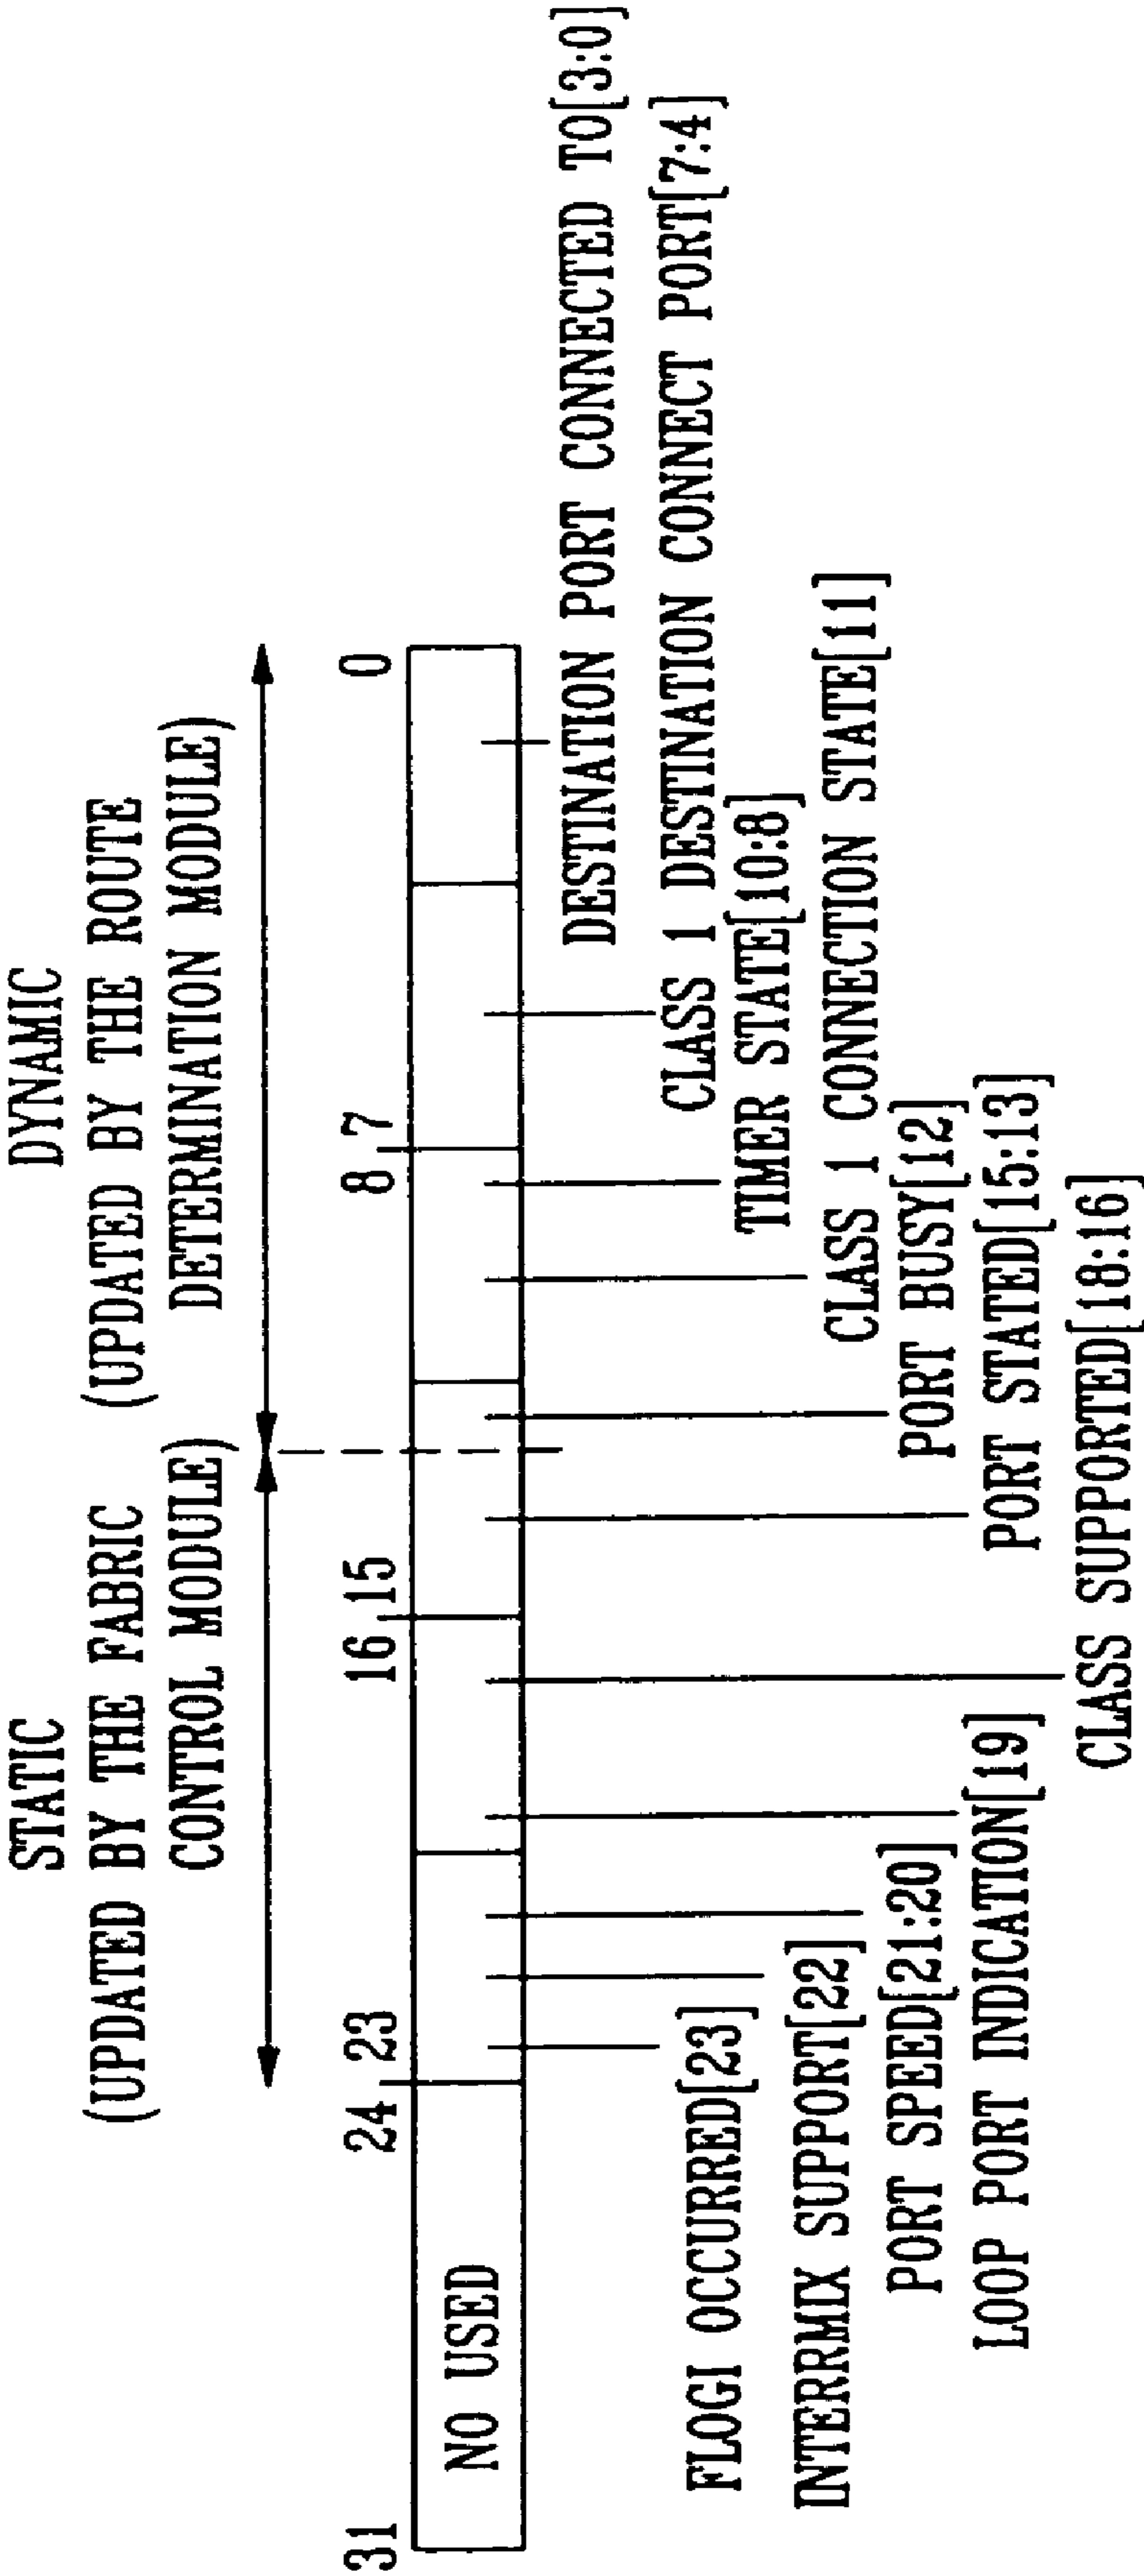 STATIC
(UPDATED BY THE FABRIC
CONTROL MODULE)
DYNAMIC
(UPDATED BY THE ROUTE
DETERMINATION MODULE)
31
24
23
16
15
8
7
0
NO USED
FLOGI OCCURRED[23]
INTERRMIX SUPPORT[22]
PORT SPEED[21:20]
LOOP PORT INDICATION[19]
CLASS SUPPORTED[18:16]
PORT STATED[15:13]
PORT BUSY[12]
CLASS 1 CONNECTION STATE[11]
TIMER STATE[10:8]
CLASS 1 DESTINATION CONNECT PORT[7:4]
DESTINATION PORT CONNECTED TO[3:0]